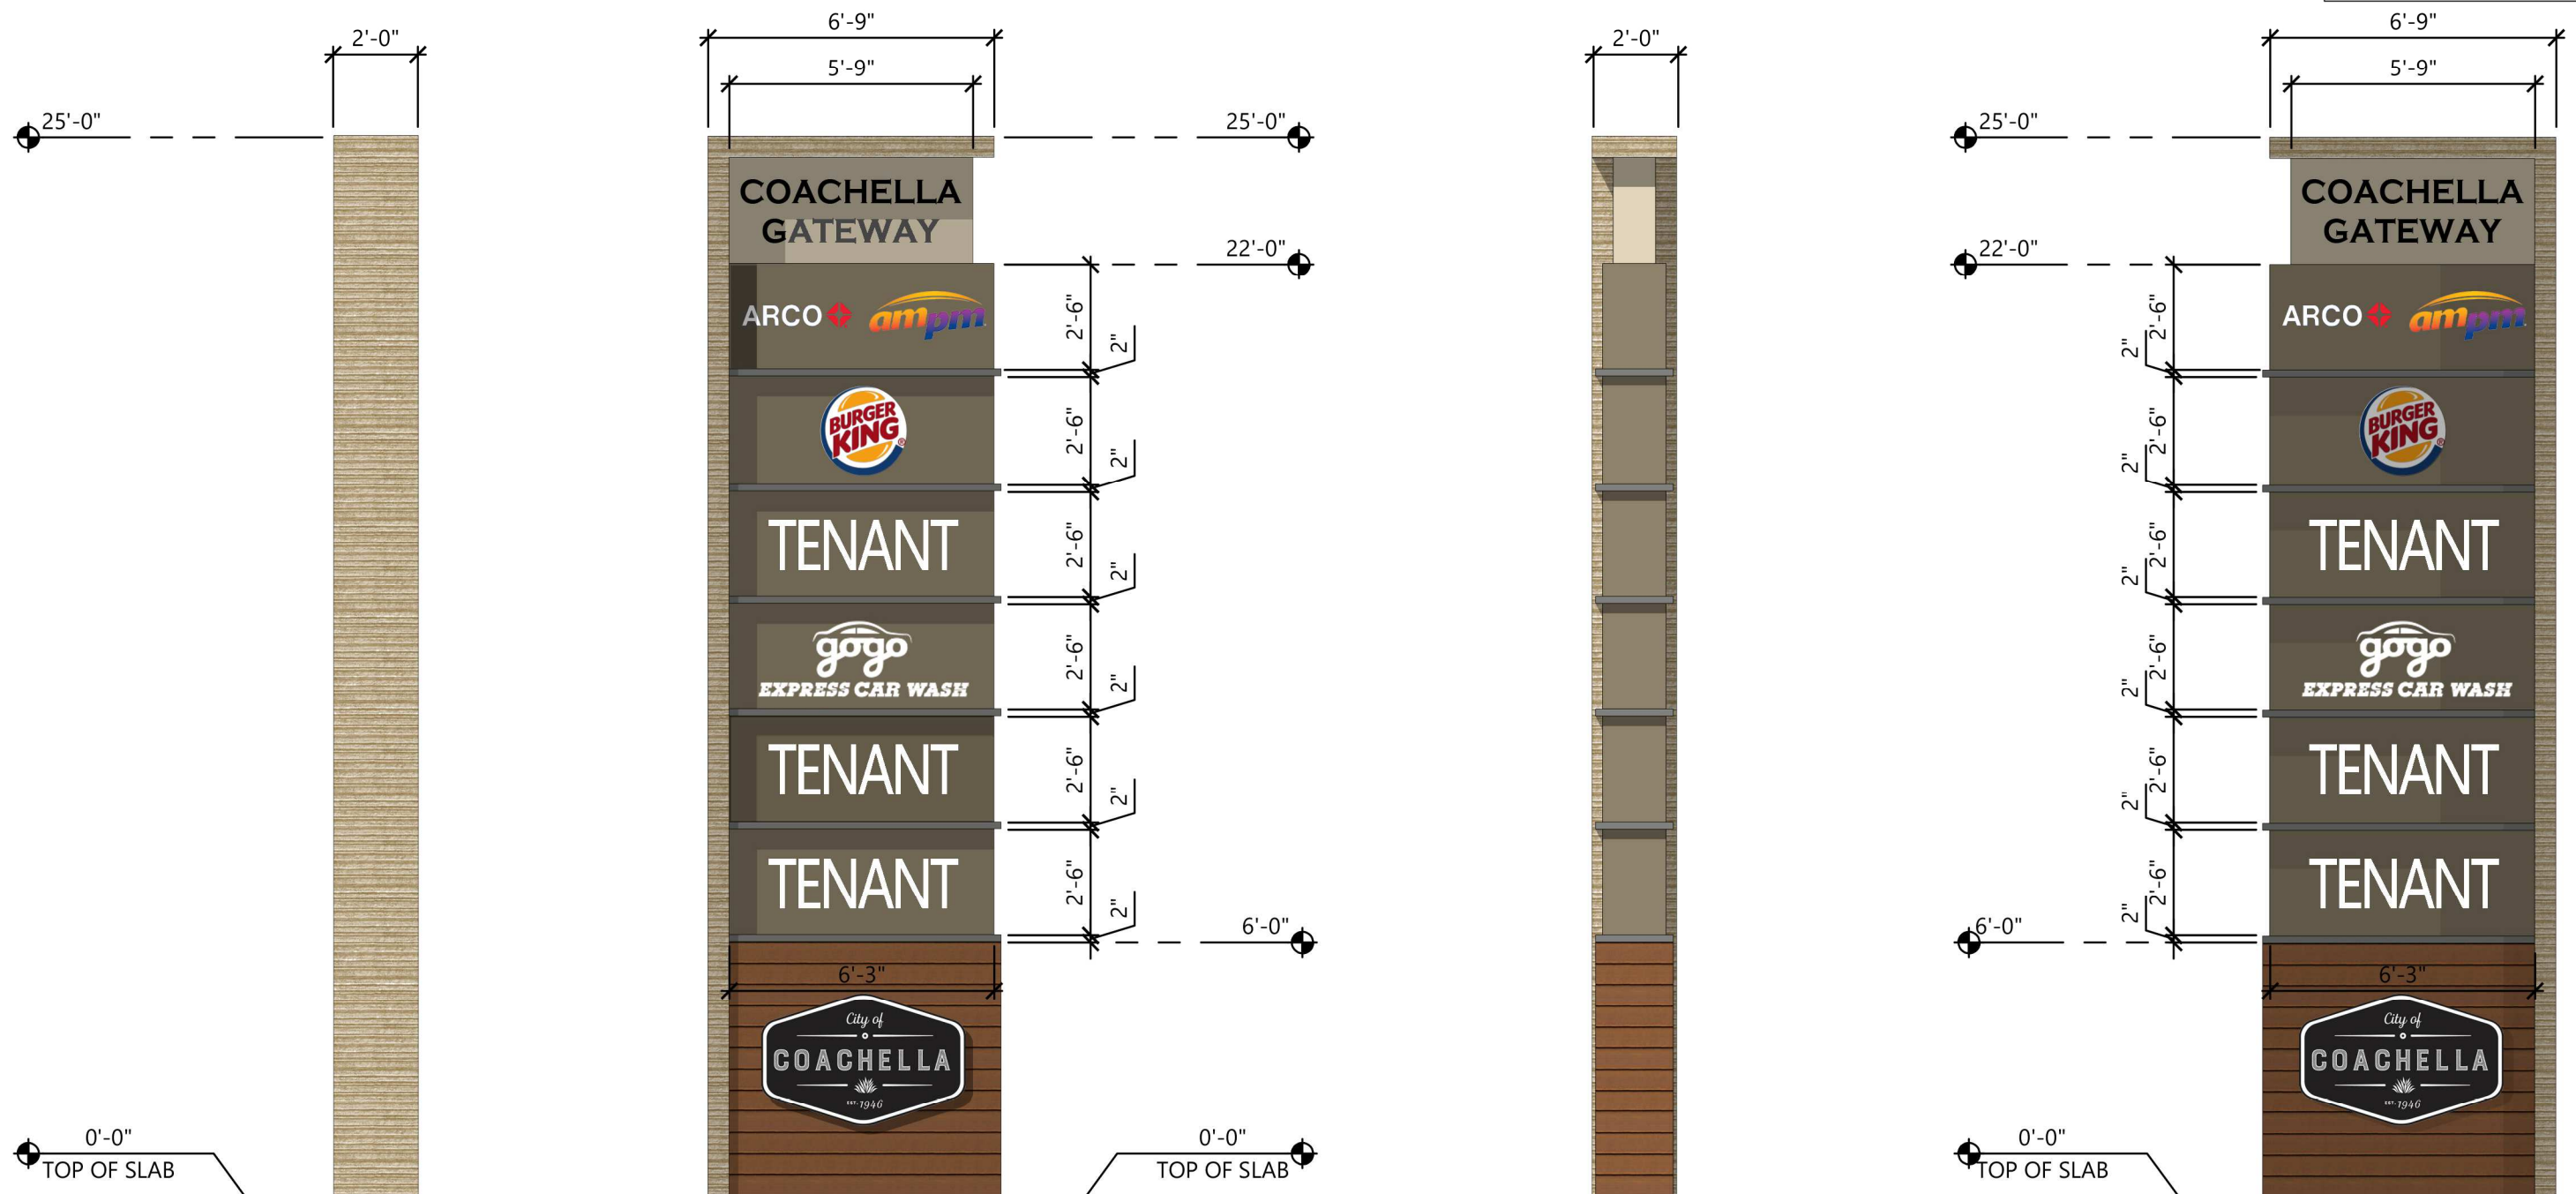 2'-0"
25'-0"
0'-0"
TOP OF SLAB
6'-9"
5'-9"
COACHELLA
GATEWAY
ARCO ampm
BURGER
KING®
TENANT
gogo
EXPRESS CAR WASH
TENANT
TENANT
6'-3"
City of
COACHELLA
EST. 1946
25'-0"
22'-0"
2'-6"
2"
2'-6"
2"
2'-6"
2"
2'-6"
2"
2'-6"
2"
2'-6"
2"
6'-0"
0'-0"
TOP OF SLAB
2'-0"
25'-0"
22'-0"
2'-6"
2"
2'-6"
2"
2'-6"
2"
2'-6"
2"
2'-6"
2"
2'-6"
2"
6'-0"
0'-0"
TOP OF SLAB
6'-9"
5'-9"
COACHELLA
GATEWAY
ARCO ampm
BURGER
KING®
TENANT
gogo
EXPRESS CAR WASH
TENANT
TENANT
6'-3"
City of
COACHELLA
EST. 1946